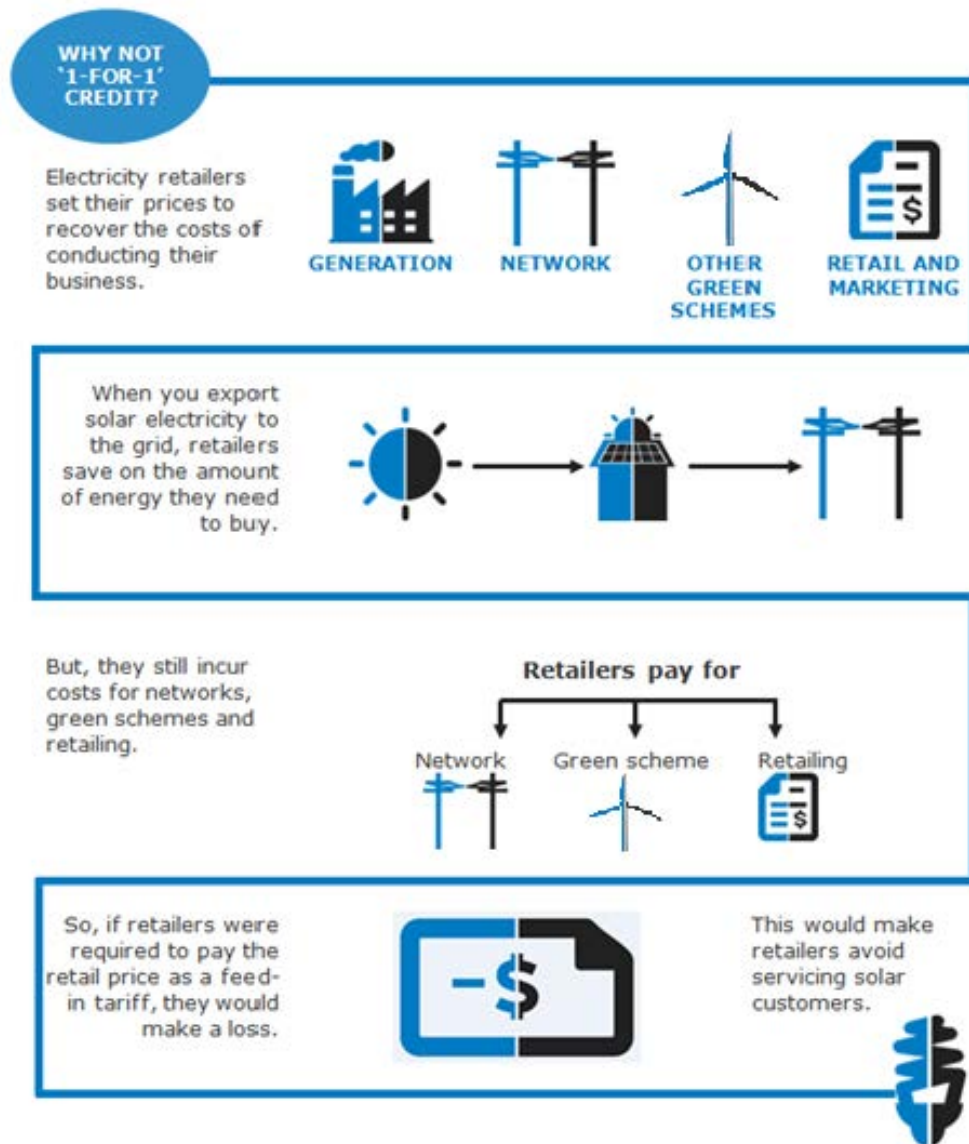 WHY NOT
‘1-FOR-1’
CREDIT?
Electricity retailers
set their prices to
recover the costs of
conducting their
business.
GENERATION
NETWORK
OTHER
GREEN
SCHEMES
RETAIL AND
MARKETING
$
When you export
solar electricity to
the grid, retailers
save on the amount
of energy they need
to buy.
But, they still incur
costs for networks,
green schemes and
retailing.
Retailers pay for
Network
Green scheme
Retailing
$
So, if retailers were
required to pay the
retail price as a feed-
in tariff, they would
make a loss.
-$
This would make
retailers avoid
servicing solar
customers.